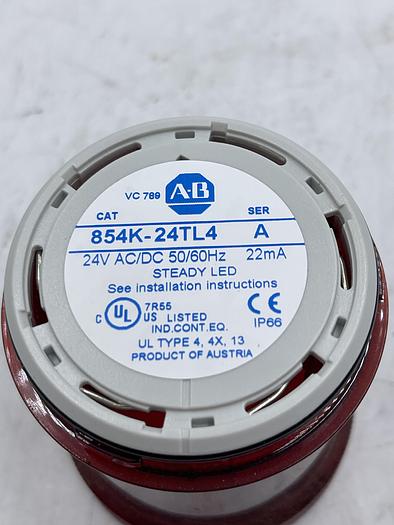 VC 769 A-B
CAT SER
854K-24TL4 A
24V AC/DC 50/60Hz 22mA
STEADY LED
See installation instructions
C UL US 7R55
LISTED
IND.CONT.EQ.
CE
IP66
UL TYPE 4, 4X, 13
PRODUCT OF AUSTRIA